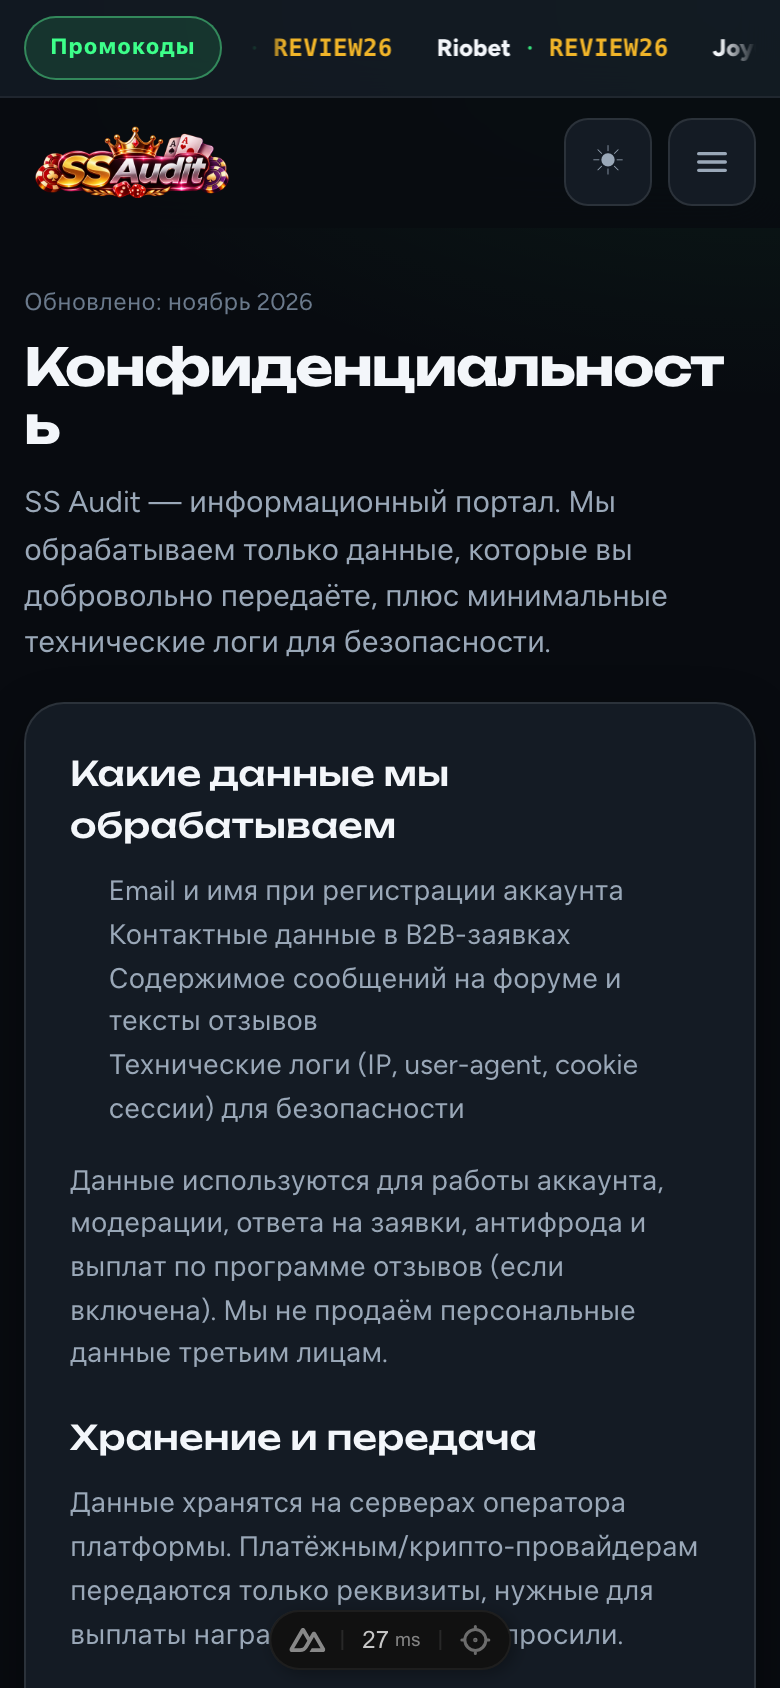 Промокоды · REVIEW26 Riobet · REVIEW26 Joy
SS Audit
Обновлено: ноябрь 2026
Конфиденциальност
ь
SS Audit — информационный портал. Мы
обрабатываем только данные, которые вы
добровольно передаёте, плюс минимальные
технические логи для безопасности.
Какие данные мы
обрабатываем
Email и имя при регистрации аккаунта
Контактные данные в B2B-заявках
Содержимое сообщений на форуме и
тексты отзывов
Технические логи (IP, user-agent, cookie
сессии) для безопасности
Данные используются для работы аккаунта,
модерации, ответа на заявки, антифрода и
выплат по программе отзывов (если
включена). Мы не продаём персональные
данные третьим лицам.
Хранение и передача
Данные хранятся на серверах оператора
платформы. Платёжным/крипто-провайдерам
передаются только реквизиты, нужные для
выплаты награ просили.
27 ms